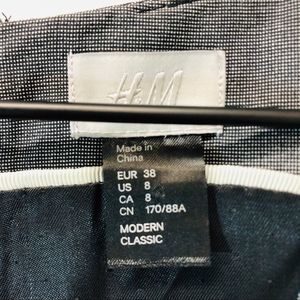 H&M
Made in
China
EUR 38
US 8
CA 8
CN 170/88A
MODERN
CLASSIC